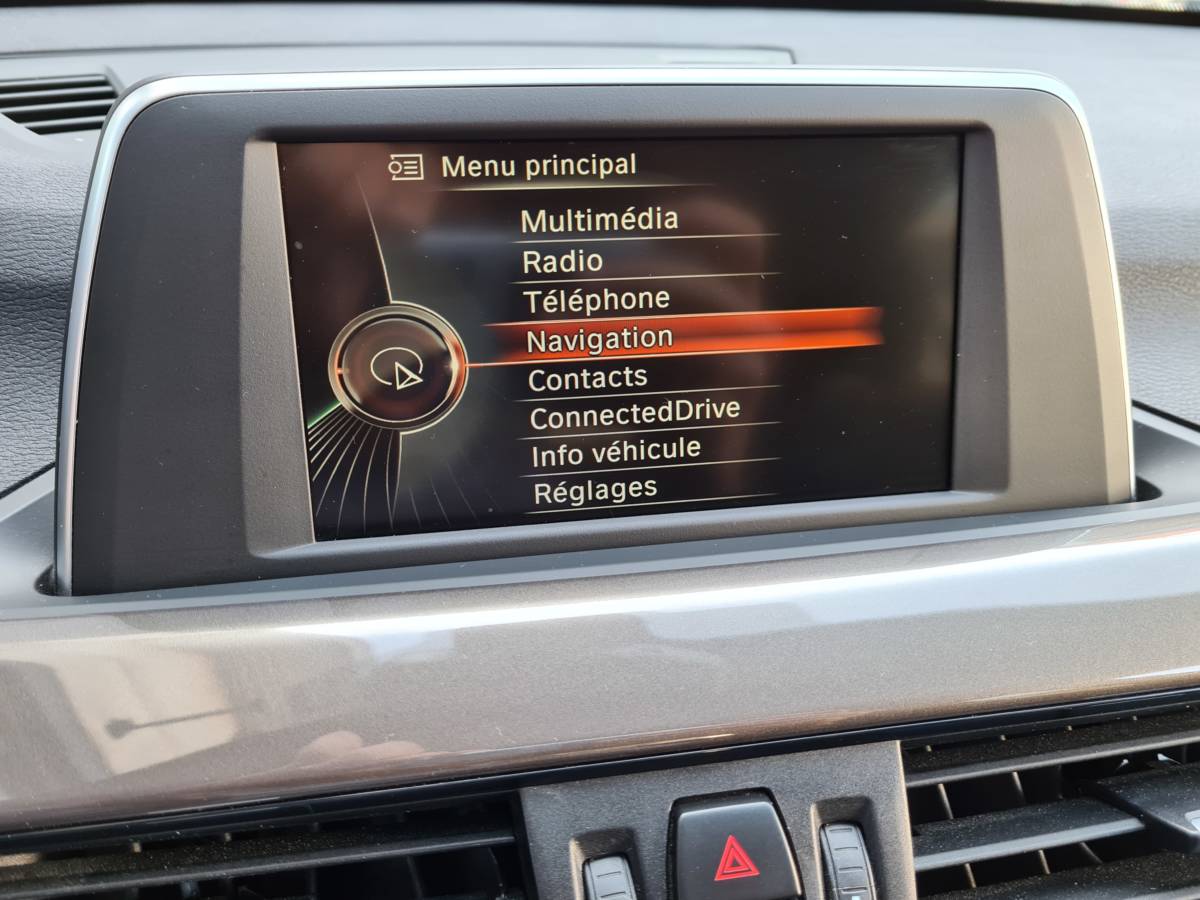 Menu principal
Multimédia
Radio
Téléphone
Navigation
Contacts
ConnectedDrive
Info véhicule
Réglages